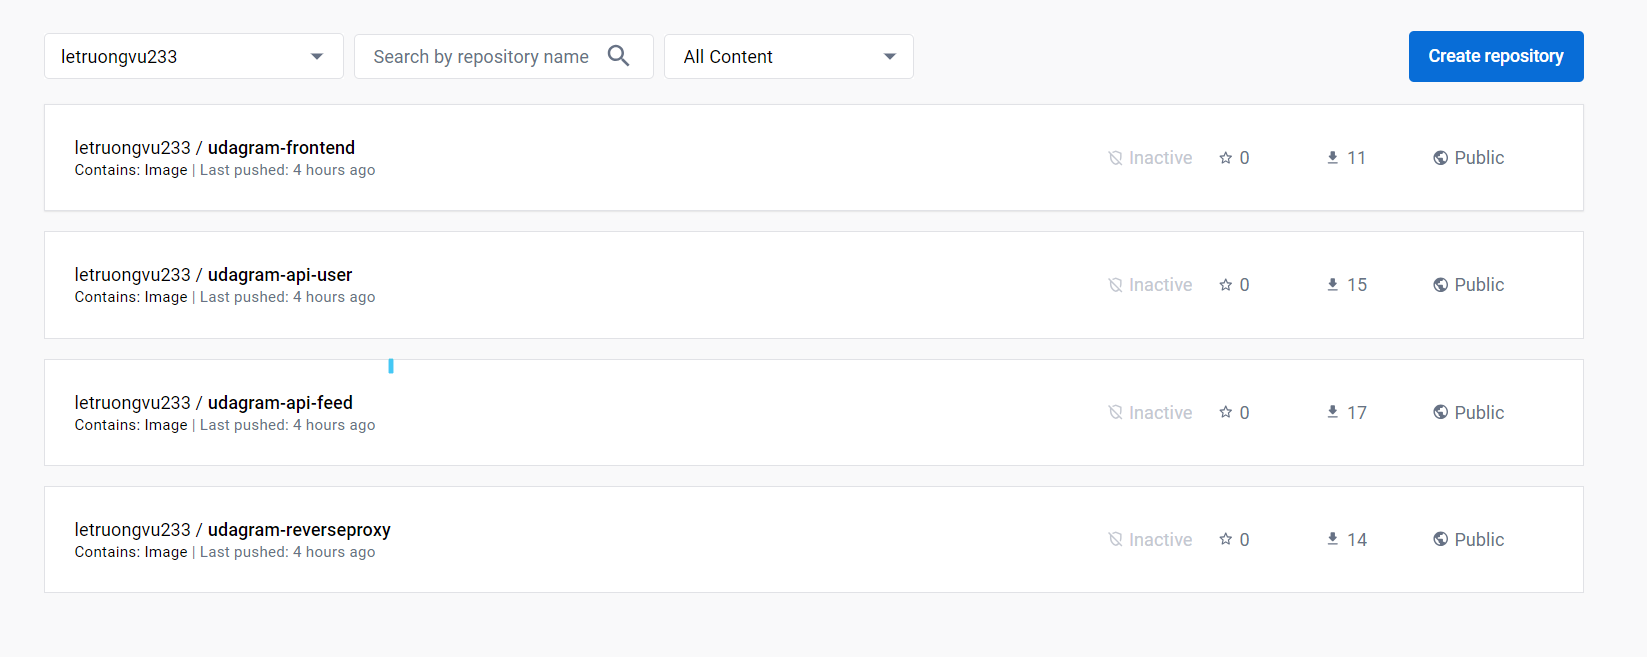 letruongvu233
Search by repository name
All Content
Create repository
letruongvu233 / udagram-frontend
Contains: Image | Last pushed: 4 hours ago
Inactive
0
11
Public
letruongvu233 / udagram-api-user
Contains: Image | Last pushed: 4 hours ago
Inactive
0
15
Public
letruongvu233 / udagram-api-feed
Contains: Image | Last pushed: 4 hours ago
Inactive
0
17
Public
letruongvu233 / udagram-reverseproxy
Contains: Image | Last pushed: 4 hours ago
Inactive
0
14
Public